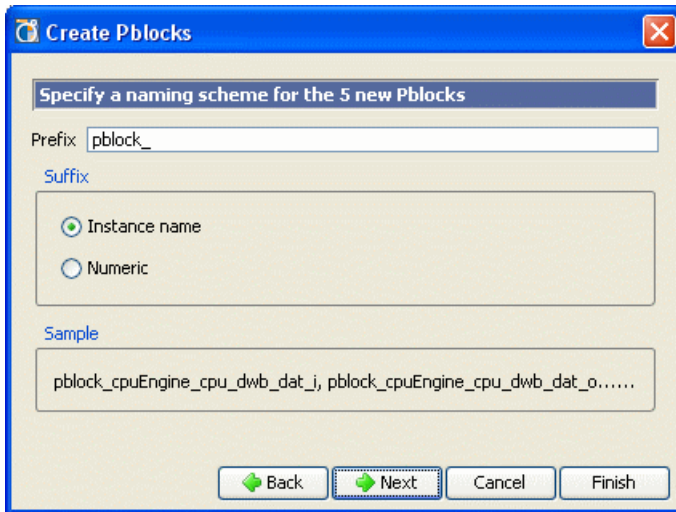 Create Pblocks
Specify a naming scheme for the 5 new Pblocks
Prefix pblock_
Suffix
Instance name
Numeric
Sample
pblock_cpuEngine_cpu_dwb_dat_i, pblock_cpuEngine_cpu_dwb_dat_o......
Back Next Cancel Finish